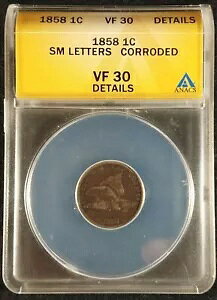 1858 1C VF 30 DETAILS
1858 1C
SM LETTERS CORRODED
VF 30
DETAILS
ANACS